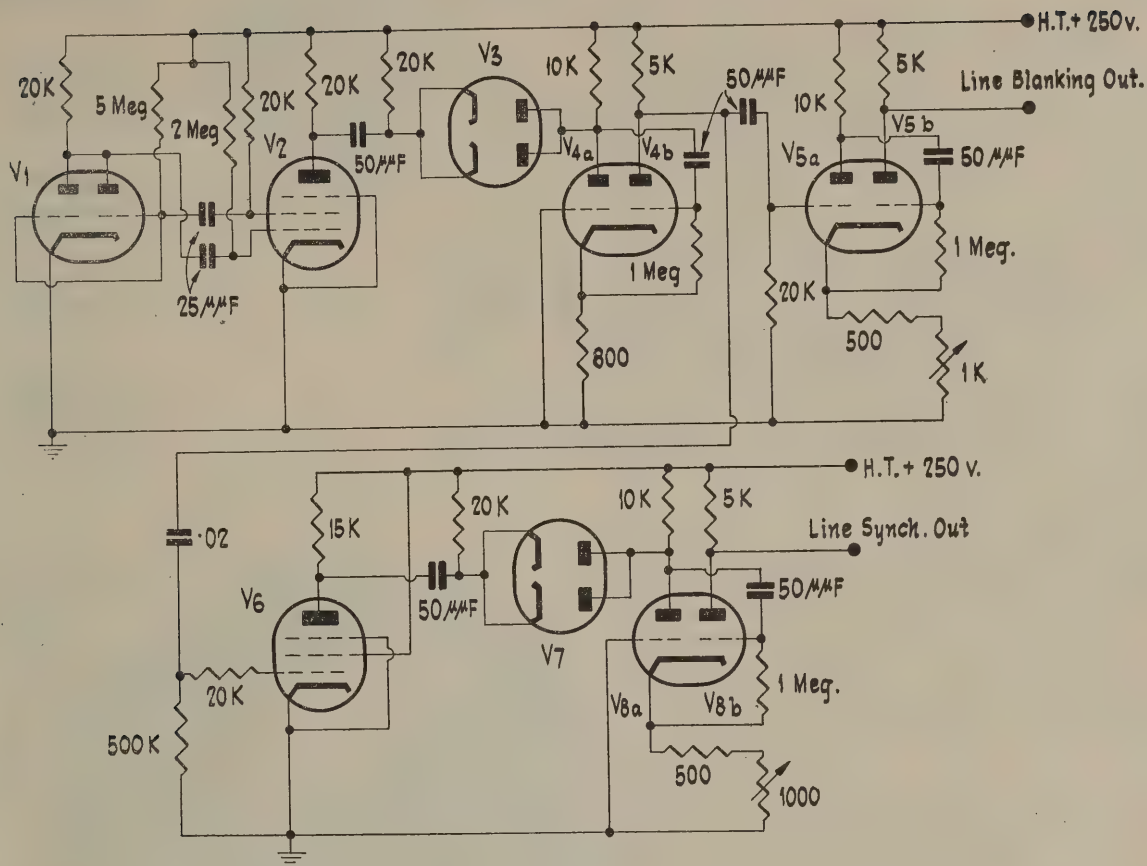 H.T.+ 250 v.
20K
5 Meg
2 Meg
20K
20K
20K
V3
10K
5K
50μμF
10K
5K
Line Blanking Out.
V1
V2
50μμF
V4a
V4b
V5a
V5b
50μμF
25μμF
1 Meg
20K
1 Meg.
800
500
1K
H.T.+ 250 v.
15K
20K
10K
5K
Line Synch. Out
·02
V6
50μμF
V7
50μμF
20K
V8a
V8b
1 Meg.
500K
500
1000